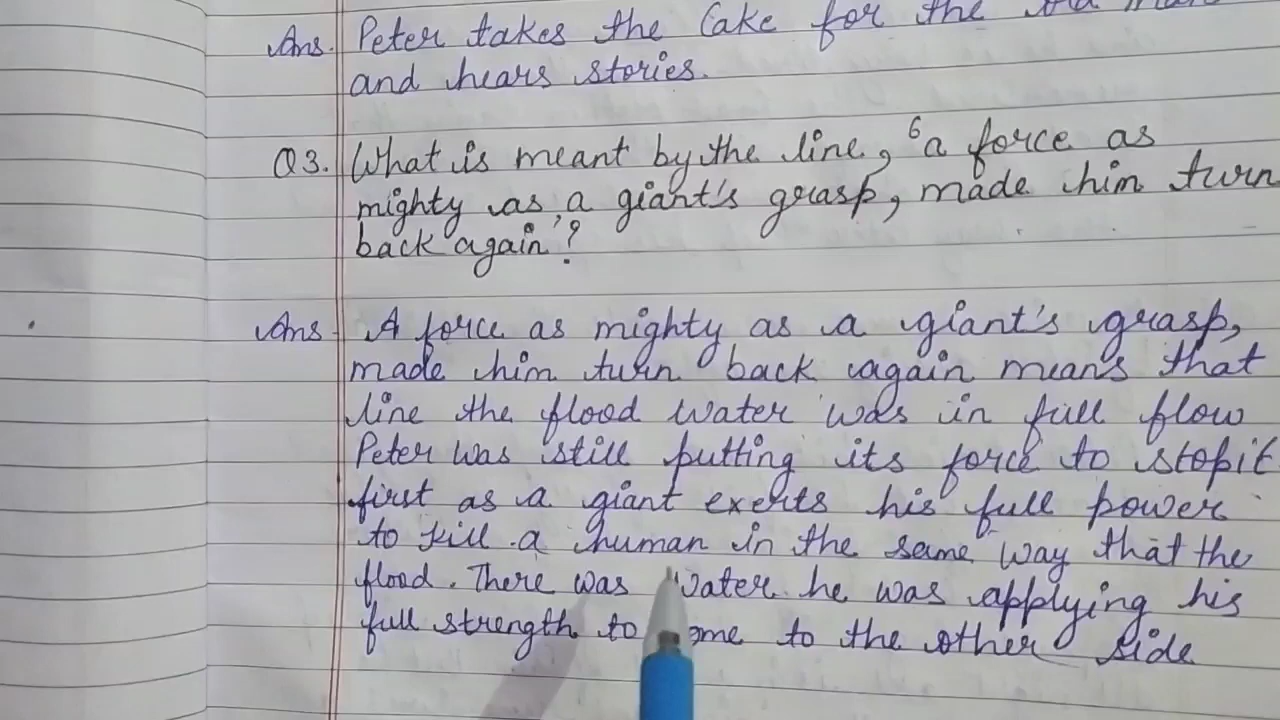 Ans. Peter takes the Cake for the old man
and hears stories.
Q3. What is meant by the line, 'a force as
mighty as a giant's grasp, made him turn
back again'?
Ans - A force as mighty as a giant's grasp,
made him turn back again means that
line the flood water was in full flow
Peter was still putting its force to stop it
first as a giant exerts his full power
to kill a human in the same way that the
flood. There was water he was applying his
full strength to come to the other side